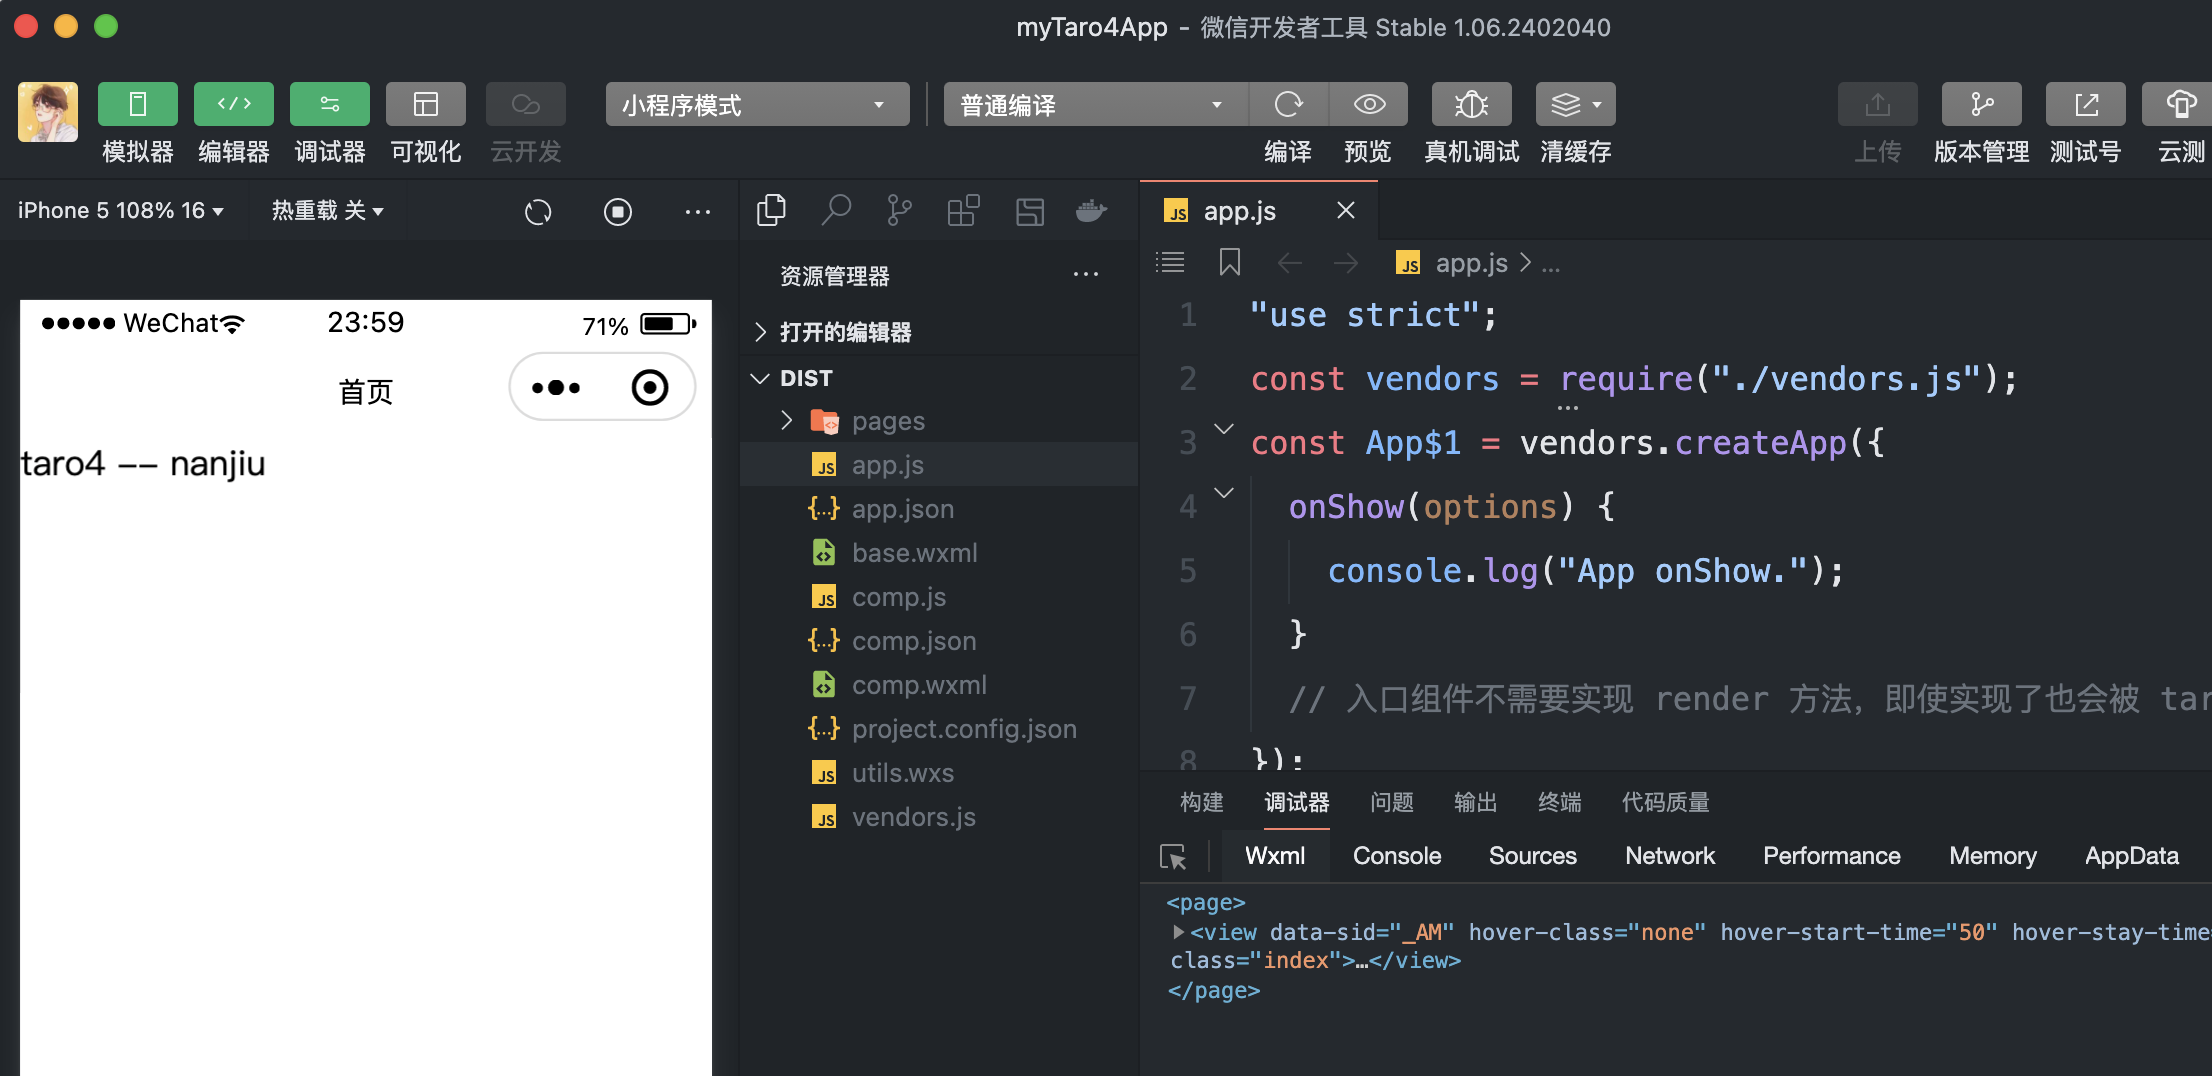 myTaro4App - 微信开发者工具 Stable 1.06.2402040
小程序模式
普通编译
模拟器 编辑器 调试器 可视化 云开发 编译 预览 真机调试 清缓存 上传 版本管理 测试号 云测
iPhone 5 108% 16 热重载 关
WeChat 23:59 71%
首页
taro4 -- nanjiu
资源管理器
打开的编辑器
DIST
pages
JS app.js
{..} app.json
base.wxml
JS comp.js
{..} comp.json
comp.wxml
{..} project.config.json
JS utils.wxs
JS vendors.js
JS app.js
JS app.js > ...
1 "use strict";
2 const vendors = require("./vendors.js");
3 const App$1 = vendors.createApp({
4 onShow(options) {
5 console.log("App onShow.");
6 }
7 // 入口组件不需要实现 render 方法，即使实现了也会被 tar
8 });
构建 调试器 问题 输出 终端 代码质量
Wxml Console Sources Network Performance Memory AppData
<page>
<view data-sid="_AM" hover-class="none" hover-start-time="50" hover-stay-time
class="index">…</view>
</page>